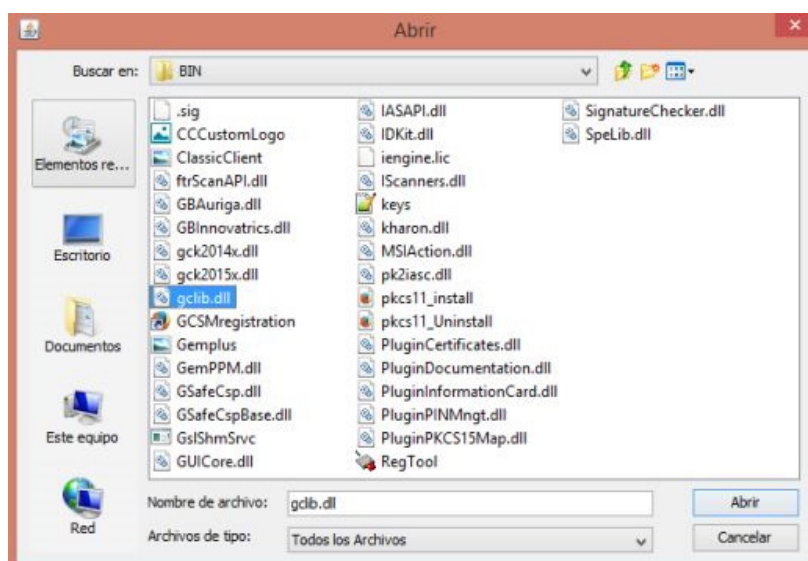 Abrir
Buscar en: BIN
Elementos re...
Escritorio
Documentos
Este equipo
Red
.sig
CCCustomLogo
ClassicClient
ftrScanAPI.dll
GBAuriga.dll
GBInnovatrics.dll
gck2014x.dll
gck2015x.dll
gclib.dll
GCSMregistration
Gemplus
GemPPM.dll
GSafeCsp.dll
GSafeCspBase.dll
GslShmSrvc
GUICore.dll
IASAPI.dll
IDKit.dll
iengine.lic
IScanners.dll
keys
kharon.dll
MSIAction.dll
pk2iasc.dll
pkcs11_install
pkcs11_Uninstall
PluginCertificates.dll
PluginDocumentation.dll
PluginInformationCard.dll
PluginPINMngt.dll
PluginPKCS15Map.dll
RegTool
SignatureChecker.dll
SpeLib.dll
Nombre de archivo: gclib.dll
Abrir
Archivos de tipo: Todos los Archivos
Cancelar